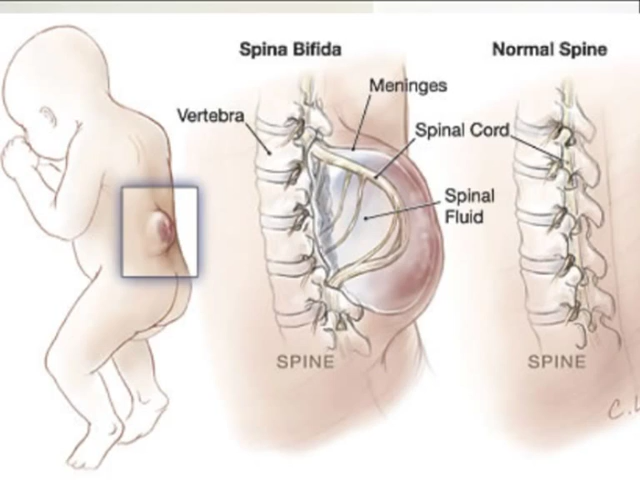 Spina Bifida
Normal Spine
Meninges
Vertebra
Spinal Cord
Spinal
Fluid
SPINE
SPINE